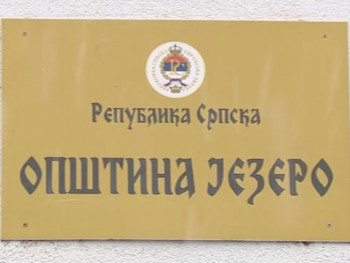 Република Српска
ОПШТИНА ЈЕЗЕРО